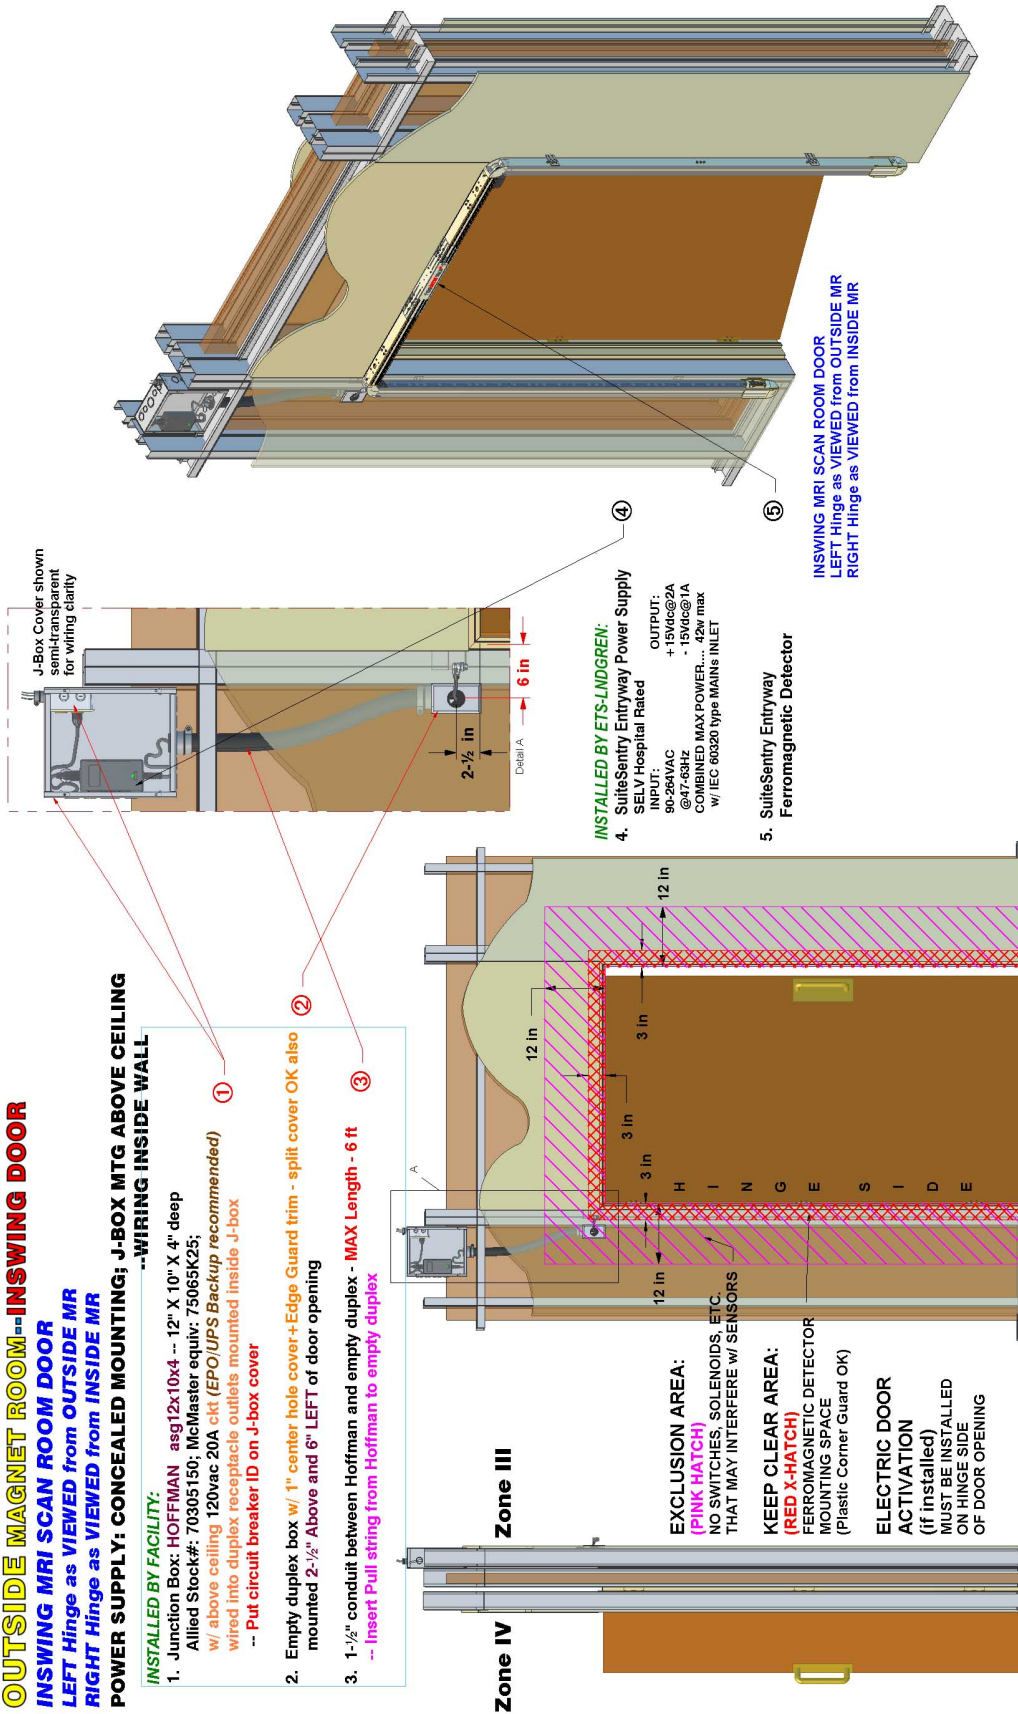 OUTSIDE MAGNET ROOM--INSWING DOOR
INSWING MRI SCAN ROOM DOOR
LEFT Hinge as VIEWED from OUTSIDE MR
RIGHT Hinge as VIEWED from INSIDE MR
POWER SUPPLY: CONCEALED MOUNTING; J-BOX MTG ABOVE CEILING
--WIRING INSIDE WALL
INSTALLED BY FACILITY:
1. Junction Box: HOFFMAN asg12x10x4 -- 12" X 10" X 4" deep
Allied Stock#: 70305150; McMaster equiv: 75065K25;
w/ above ceiling 120vac 20A ckt (EPO/UPS Backup recommended)
wired into duplex receptacle outlets mounted inside J-box
-- Put circuit breaker ID on J-box cover
2. Empty duplex box w/ 1" center hole cover+Edge Guard trim - split cover OK also
mounted 2-½" Above and 6" LEFT of door opening
3. 1-½" conduit between Hoffman and empty duplex - MAX Length - 6 ft
-- Insert Pull string from Hoffman to empty duplex
1
2
3
J-Box Cover shown
semi-transparent
for wiring clarity
2-½ in
6 in
Detail A
4
5
INSTALLED BY ETS-LNDGREN:
4. SuiteSentry Entryway Power Supply
SELV Hospital Rated
INPUT: OUTPUT:
90-264VAC +15Vdc@2A
@47-63Hz - 15Vdc@1A
COMBINED MAX POWER.... 42w max
w/ IEC 60320 type MAINs INLET
5. SuiteSentry Entryway
Ferromagnetic Detector
INSWING MRI SCAN ROOM DOOR
LEFT Hinge as VIEWED from OUTSIDE MR
RIGHT Hinge as VIEWED from INSIDE MR
Zone IV
Zone III
A
12 in
12 in
12 in
3 in
3 in
3 in
HINGE SIDE
EXCLUSION AREA:
(PINK HATCH)
NO SWITCHES, SOLENOIDS, ETC.
THAT MAY INTERFERE w/ SENSORS
KEEP CLEAR AREA:
(RED X-HATCH)
FERROMAGNETIC DETECTOR
MOUNTING SPACE
(Plastic Corner Guard OK)
ELECTRIC DOOR
ACTIVATION
(if installed)
MUST BE INSTALLED
ON HINGE SIDE
OF DOOR OPENING